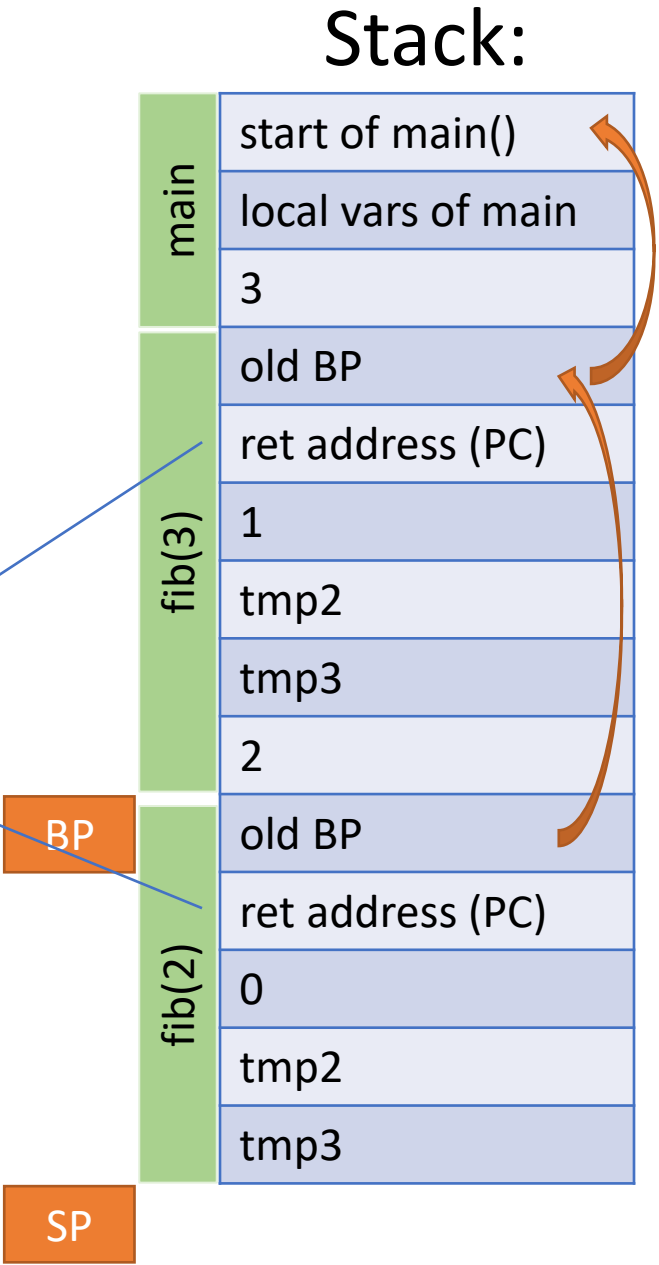 Stack:
main
start of main()
local vars of main
3
fib(3)
old BP
ret address (PC)
1
tmp2
tmp3
2
BP
fib(2)
old BP
ret address (PC)
0
tmp2
tmp3
SP